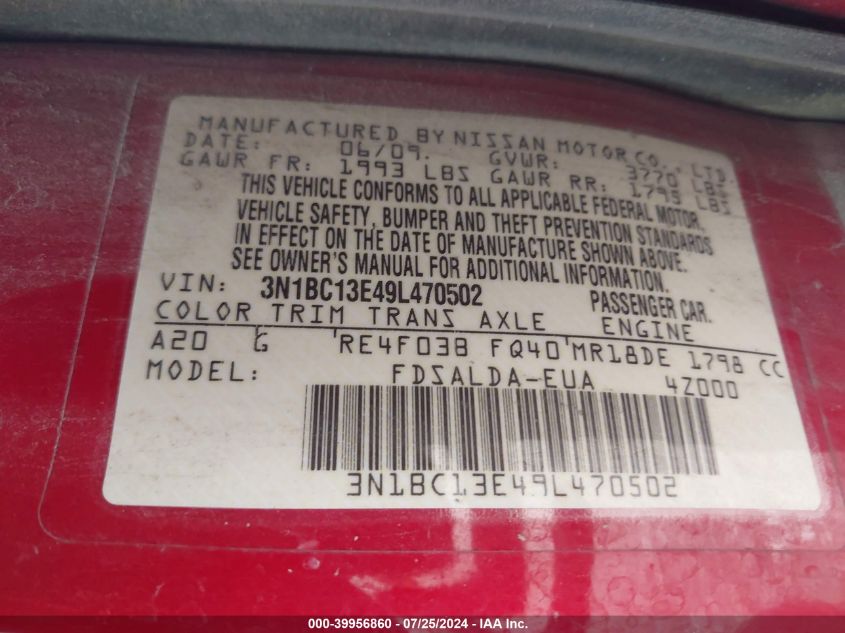 MANUFACTURED BY NISSAN MOTOR CO., LTD
DATE: 06/09. GVWR: 3770 LBS
GAWR FR: 1993 LBS GAWR RR: 1795 LBS
THIS VEHICLE CONFORMS TO ALL APPLICABLE FEDERAL MOTOR
VEHICLE SAFETY, BUMPER AND THEFT PREVENTION STANDARDS
IN EFFECT ON THE DATE OF MANUFACTURE SHOWN ABOVE.
SEE OWNER'S MANUAL FOR ADDITIONAL INFORMATION.
VIN: 3N1BC13E49L470502 PASSENGER CAR.
COLOR TRIM TRANS AXLE ENGINE
A20 G RE4F03B FQ40 MR18DE 1798 CC
MODEL: FDSALDA-EUA 4Z000
3N1BC13E49L470502
000-39956860 - 07/25/2024 - IAA Inc.